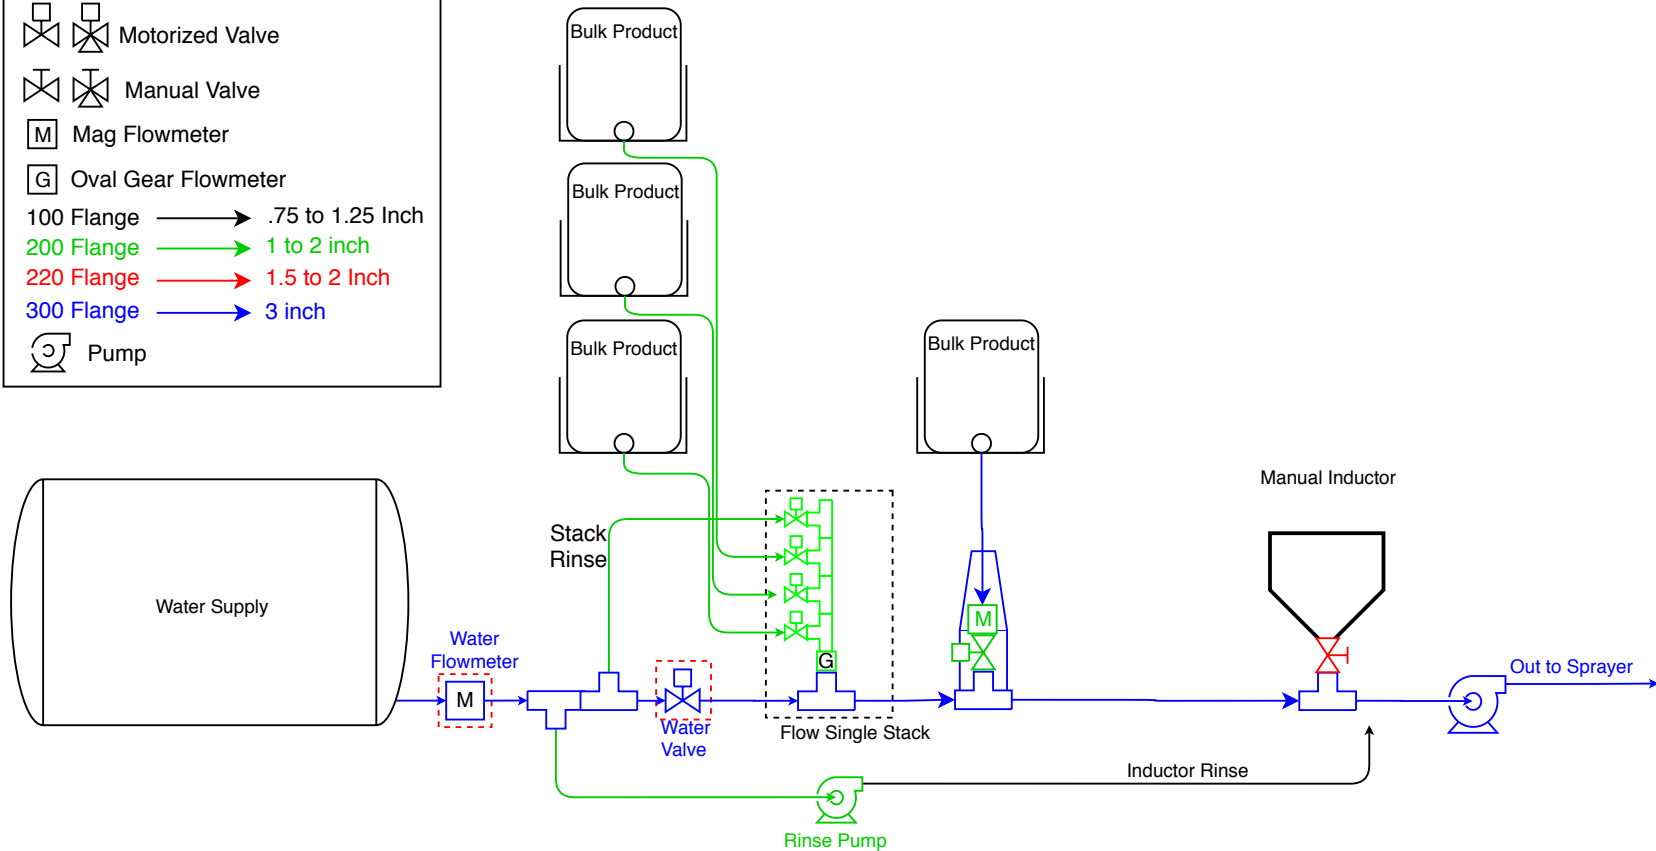 Motorized Valve
Manual Valve
M Mag Flowmeter
G Oval Gear Flowmeter
100 Flange .75 to 1.25 Inch
200 Flange 1 to 2 inch
220 Flange 1.5 to 2 Inch
300 Flange 3 inch
Pump
Bulk Product
Bulk Product
Bulk Product
Bulk Product
Manual Inductor
Stack
Rinse
Water Supply
Water
Flowmeter
M
G
M
Out to Sprayer
Water
Valve
Flow Single Stack
Inductor Rinse
Rinse Pump